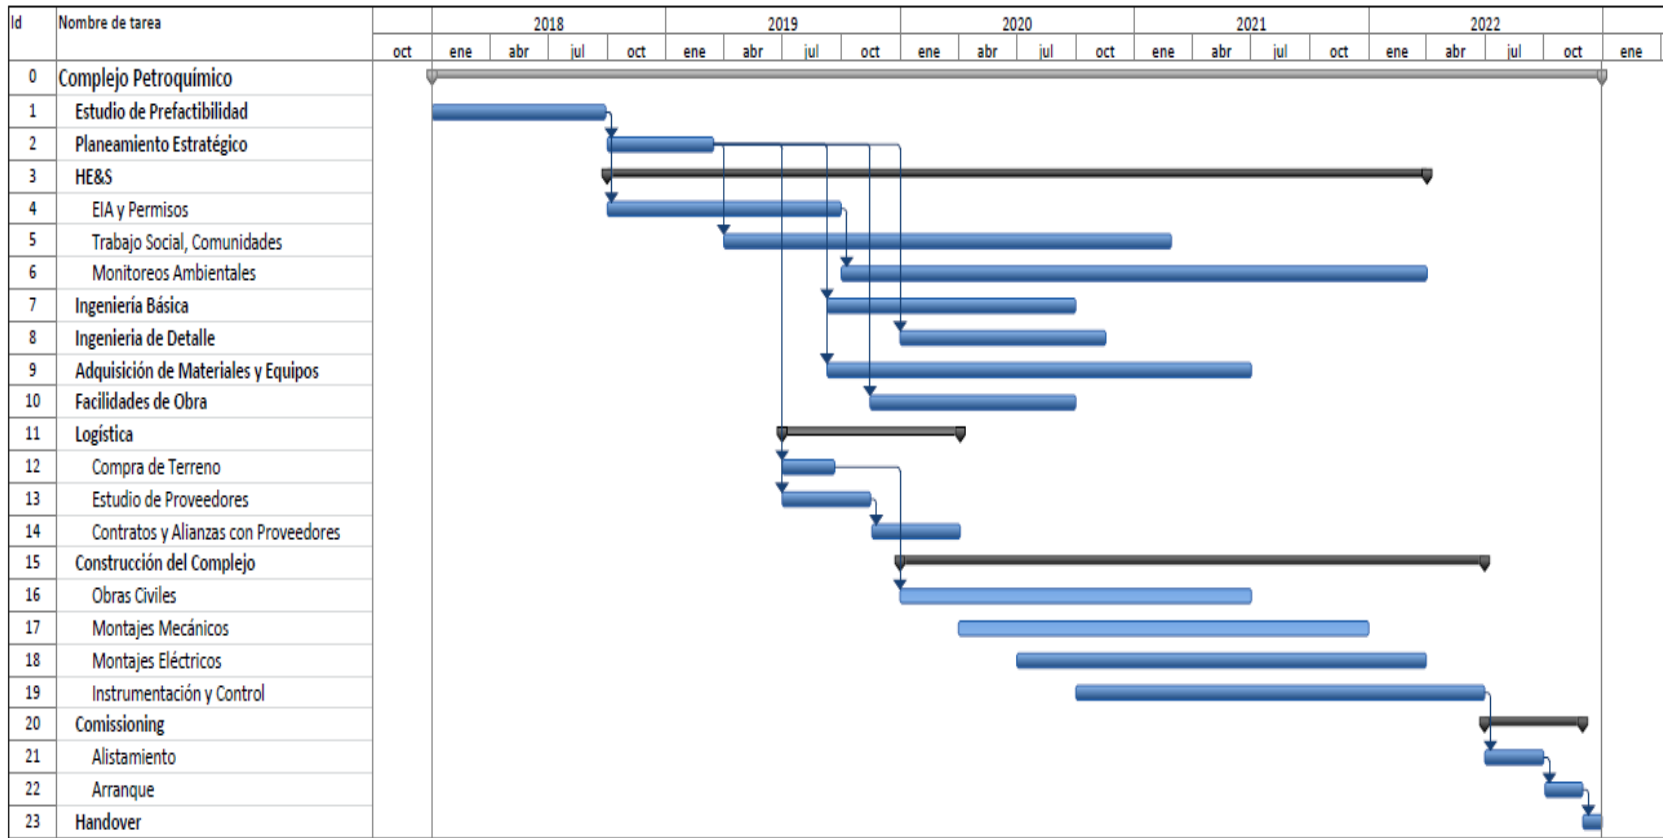 Id Nombre de tarea 2018 2019 2020 2021 2022
oct ene abr jul oct ene abr jul oct ene abr jul oct ene abr jul oct ene abr jul oct ene
0 Complejo Petroquímico
1 Estudio de Prefactibilidad
2 Planeamiento Estratégico
3 HE&S
4 EIA y Permisos
5 Trabajo Social, Comunidades
6 Monitoreos Ambientales
7 Ingeniería Básica
8 Ingenieria de Detalle
9 Adquisición de Materiales y Equipos
10 Facilidades de Obra
11 Logística
12 Compra de Terreno
13 Estudio de Proveedores
14 Contratos y Alianzas con Proveedores
15 Construcción del Complejo
16 Obras Civiles
17 Montajes Mecánicos
18 Montajes Eléctricos
19 Instrumentación y Control
20 Comissioning
21 Alistamiento
22 Arranque
23 Handover